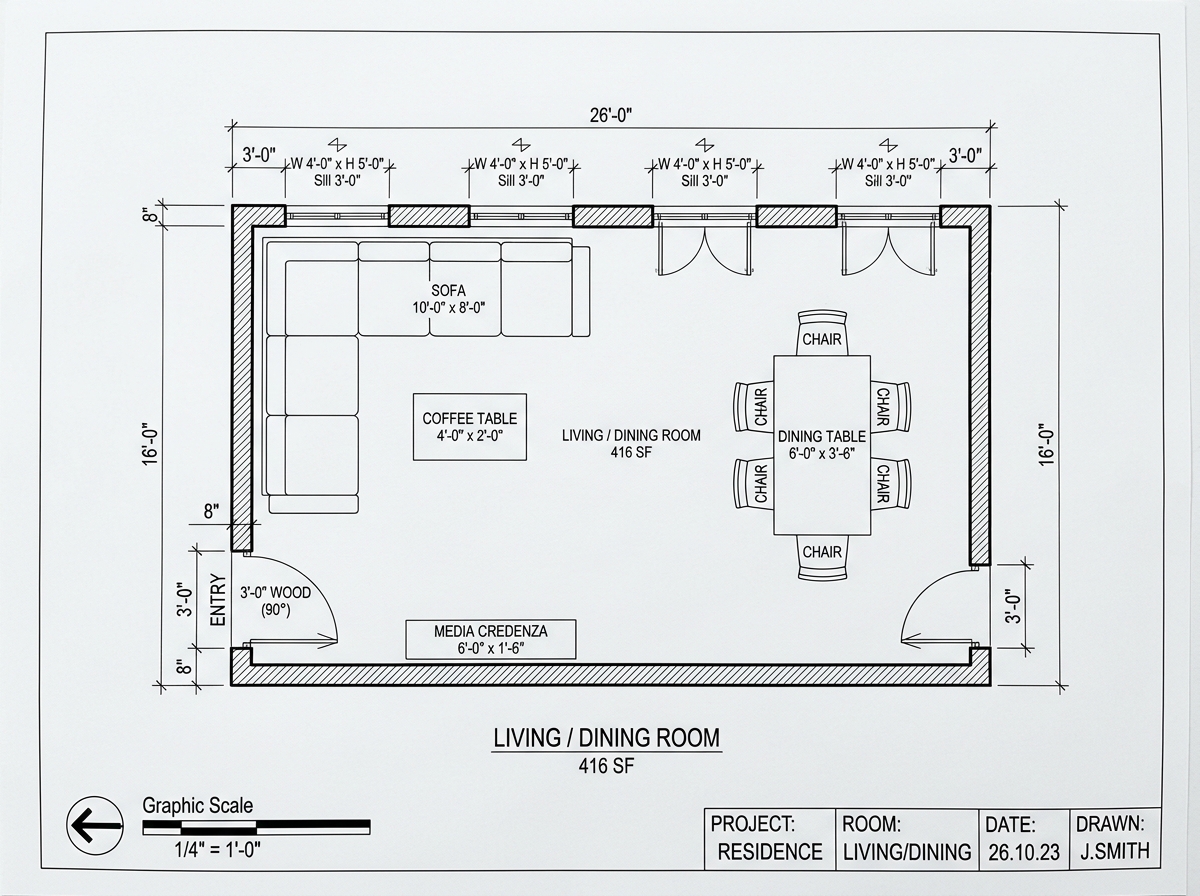 26'-0"
3'-0"
W 4'-0" x H 5'-0"
Sill 3'-0"
W 4'-0" x H 5'-0"
Sill 3'-0"
W 4'-0" x H 5'-0"
Sill 3'-0"
W 4'-0" x H 5'-0"
Sill 3'-0"
3'-0"
8"
SOFA
10'-0" x 8'-0"
CHAIR
CHAIR
CHAIR
COFFEE TABLE
4'-0" x 2'-0"
LIVING / DINING ROOM
416 SF
DINING TABLE
6'-0" x 3'-6"
16'-0"
16'-0"
CHAIR
CHAIR
8"
CHAIR
3'-0"
ENTRY
3'-0" WOOD
(90°)
3'-0"
MEDIA CREDENZA
6'-0" x 1'-6"
8"
LIVING / DINING ROOM
416 SF
Graphic Scale
1/4" = 1'-0"
PROJECT:
RESIDENCE
ROOM:
LIVING/DINING
DATE:
26.10.23
DRAWN:
J.SMITH